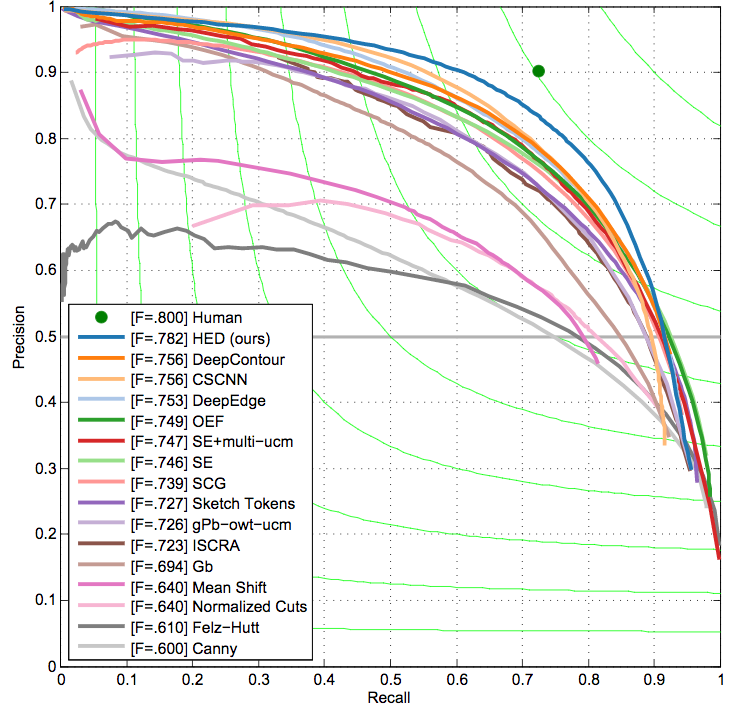 1
0.9
0.8
0.7
0.6
0.5
0.4
0.3
0.2
0.1
0
Precision
[F=.800] Human
[F=.782] HED (ours)
[F=.756] DeepContour
[F=.756] CSCNN
[F=.753] DeepEdge
[F=.749] OEF
[F=.747] SE+multi−ucm
[F=.746] SE
[F=.739] SCG
[F=.727] Sketch Tokens
[F=.726] gPb−owt−ucm
[F=.723] ISCRA
[F=.694] Gb
[F=.640] Mean Shift
[F=.640] Normalized Cuts
[F=.610] Felz−Hutt
[F=.600] Canny
0 0.1 0.2 0.3 0.4 0.5 0.6 0.7 0.8 0.9 1
Recall